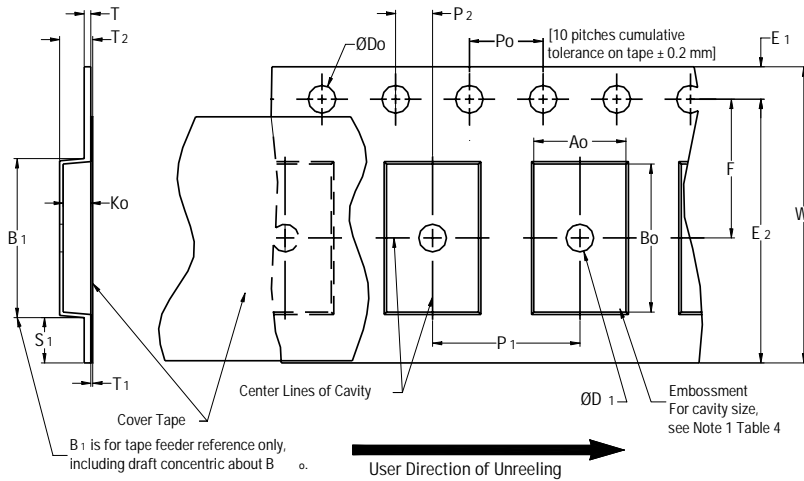 T
T2
P2
ØDo
Po
[10 pitches cumulative
tolerance on tape ± 0.2 mm]
E1
Ao
F
W
Ko
B1
Bo
E2
S1
P1
T1
Center Lines of Cavity
ØD1
Embossment
For cavity size,
see Note 1 Table 4
Cover Tape
B1 is for tape feeder reference only,
including draft concentric about Bo.
User Direction of Unreeling